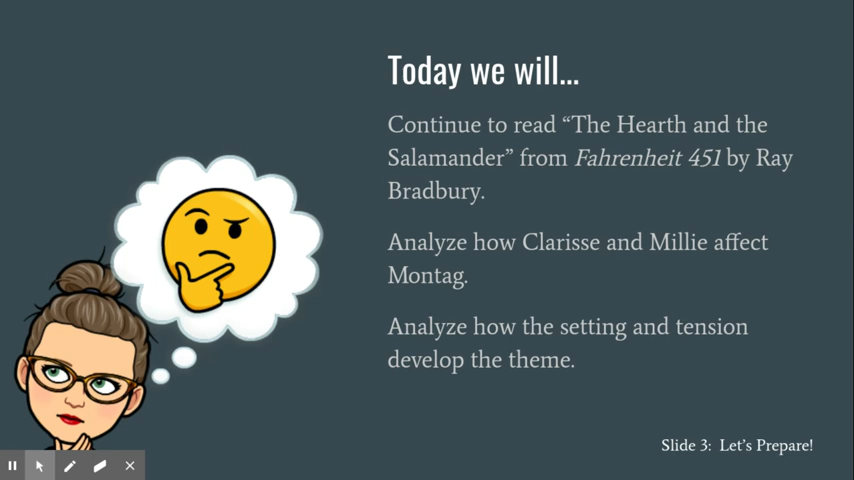 Today we will...
Continue to read “The Hearth and the
Salamander” from Fahrenheit 451 by Ray
Bradbury.
Analyze how Clarisse and Millie affect
Montag.
Analyze how the setting and tension
develop the theme.
Slide 3: Let’s Prepare!